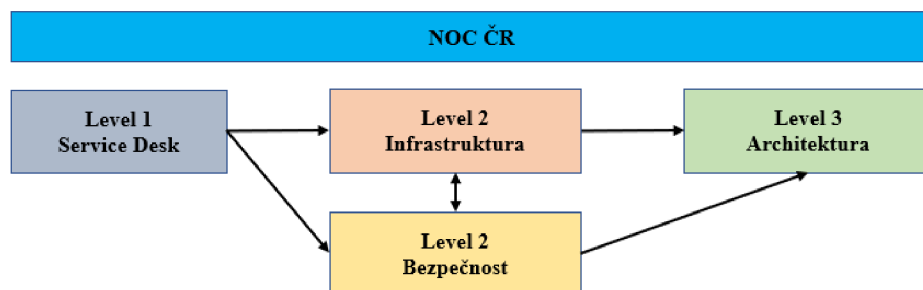 NOC ČR
Level 1
Service Desk
Level 2
Infrastruktura
Level 3
Architektura
Level 2
Bezpečnost